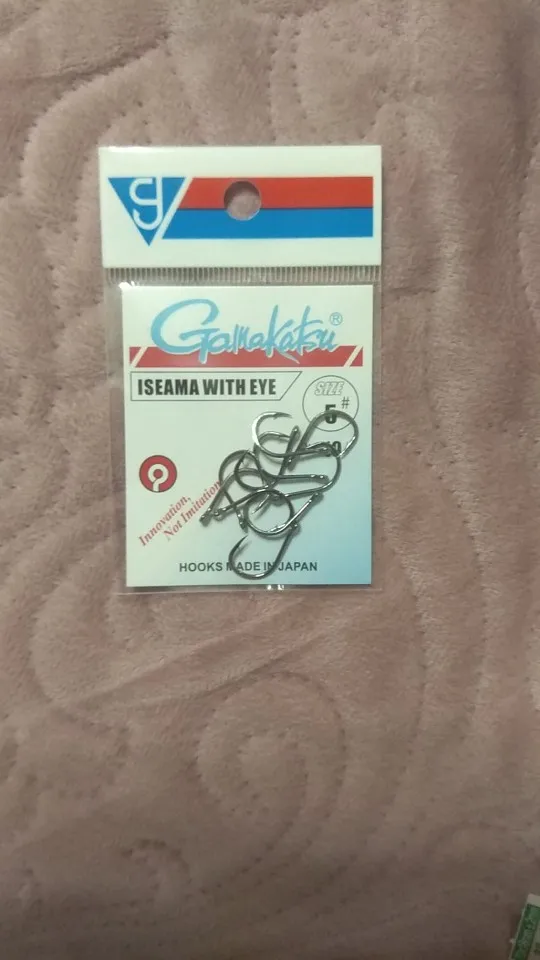 g
Gamakatsu®
ISEAMA WITH EYE
SIZE
5 #
Innovation,
Not Imitation
HOOKS MADE IN JAPAN